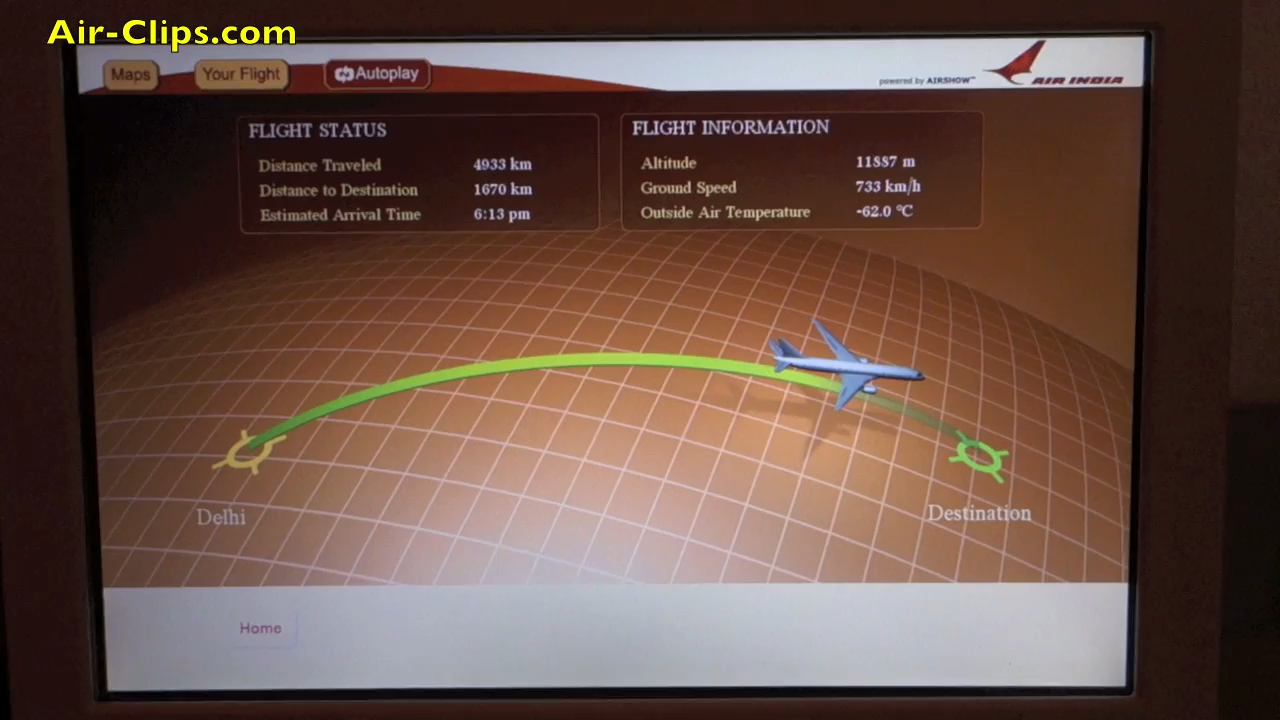 Air-Clips.com
Maps
Your Flight
Autoplay
powered by AIRSHOW™
AIR INDIA
FLIGHT STATUS
Distance Traveled 4933 km
Distance to Destination 1670 km
Estimated Arrival Time 6:13 pm
FLIGHT INFORMATION
Altitude 11887 m
Ground Speed 733 km/h
Outside Air Temperature -62.0 °C
Delhi
Destination
Home